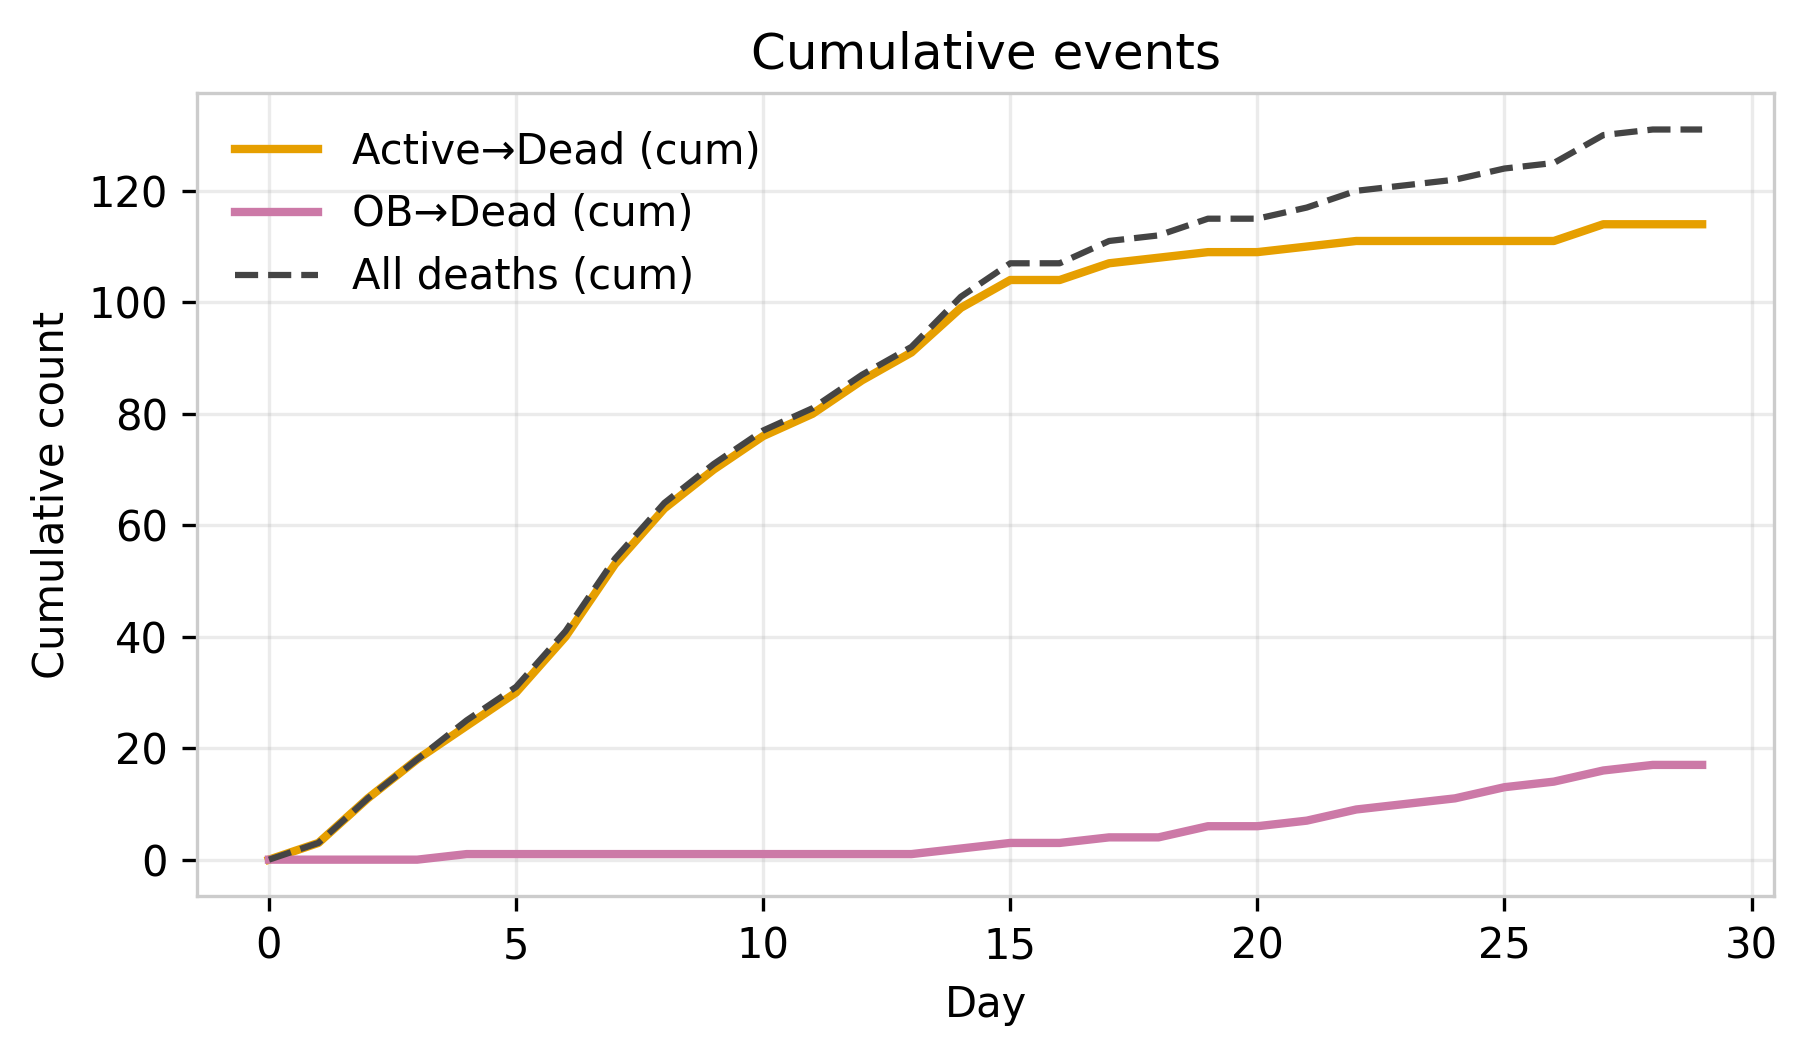 Cumulative events
Active→Dead (cum)
OB→Dead (cum)
All deaths (cum)
Cumulative count
120
100
80
60
40
20
0
0 5 10 15 20 25 30
Day